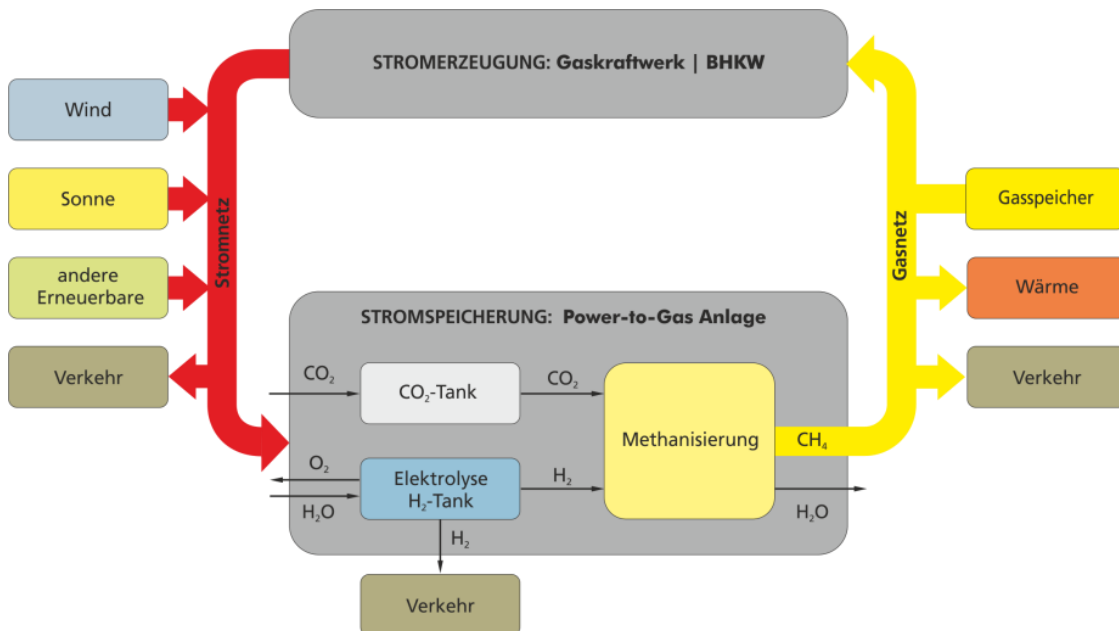 STROMERZEUGUNG: Gaskraftwerk | BHKW
Wind
Sonne
andere
Erneuerbare
Verkehr
Stromnetz
Gasnetz
Gasspeicher
Wärme
Verkehr
STROMSPEICHERUNG: Power-to-Gas Anlage
CO₂
CO₂-Tank
CO₂
Methanisierung
CH₄
O₂
H₂O
Elektrolyse
H₂-Tank
H₂
H₂O
H₂
Verkehr